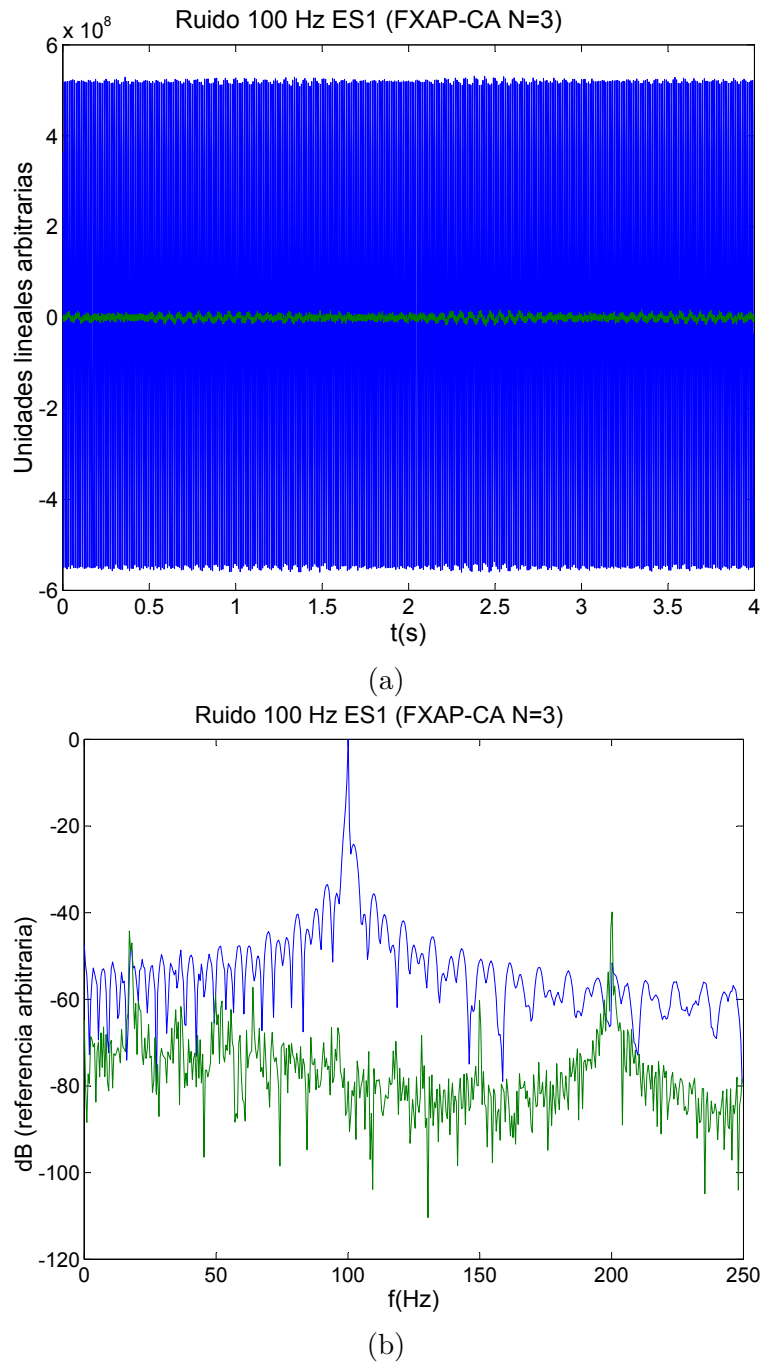 Ruido 100 Hz ES1 (FXAP-CA N=3)
x 10^8
6
4
2
0
-2
-4
-6
Unidades lineales arbitrarias
0 0.5 1 1.5 2 2.5 3 3.5 4
t(s)
(a)
Ruido 100 Hz ES1 (FXAP-CA N=3)
0
-20
-40
-60
-80
-100
-120
dB (referencia arbitraria)
0 50 100 150 200 250
f(Hz)
(b)